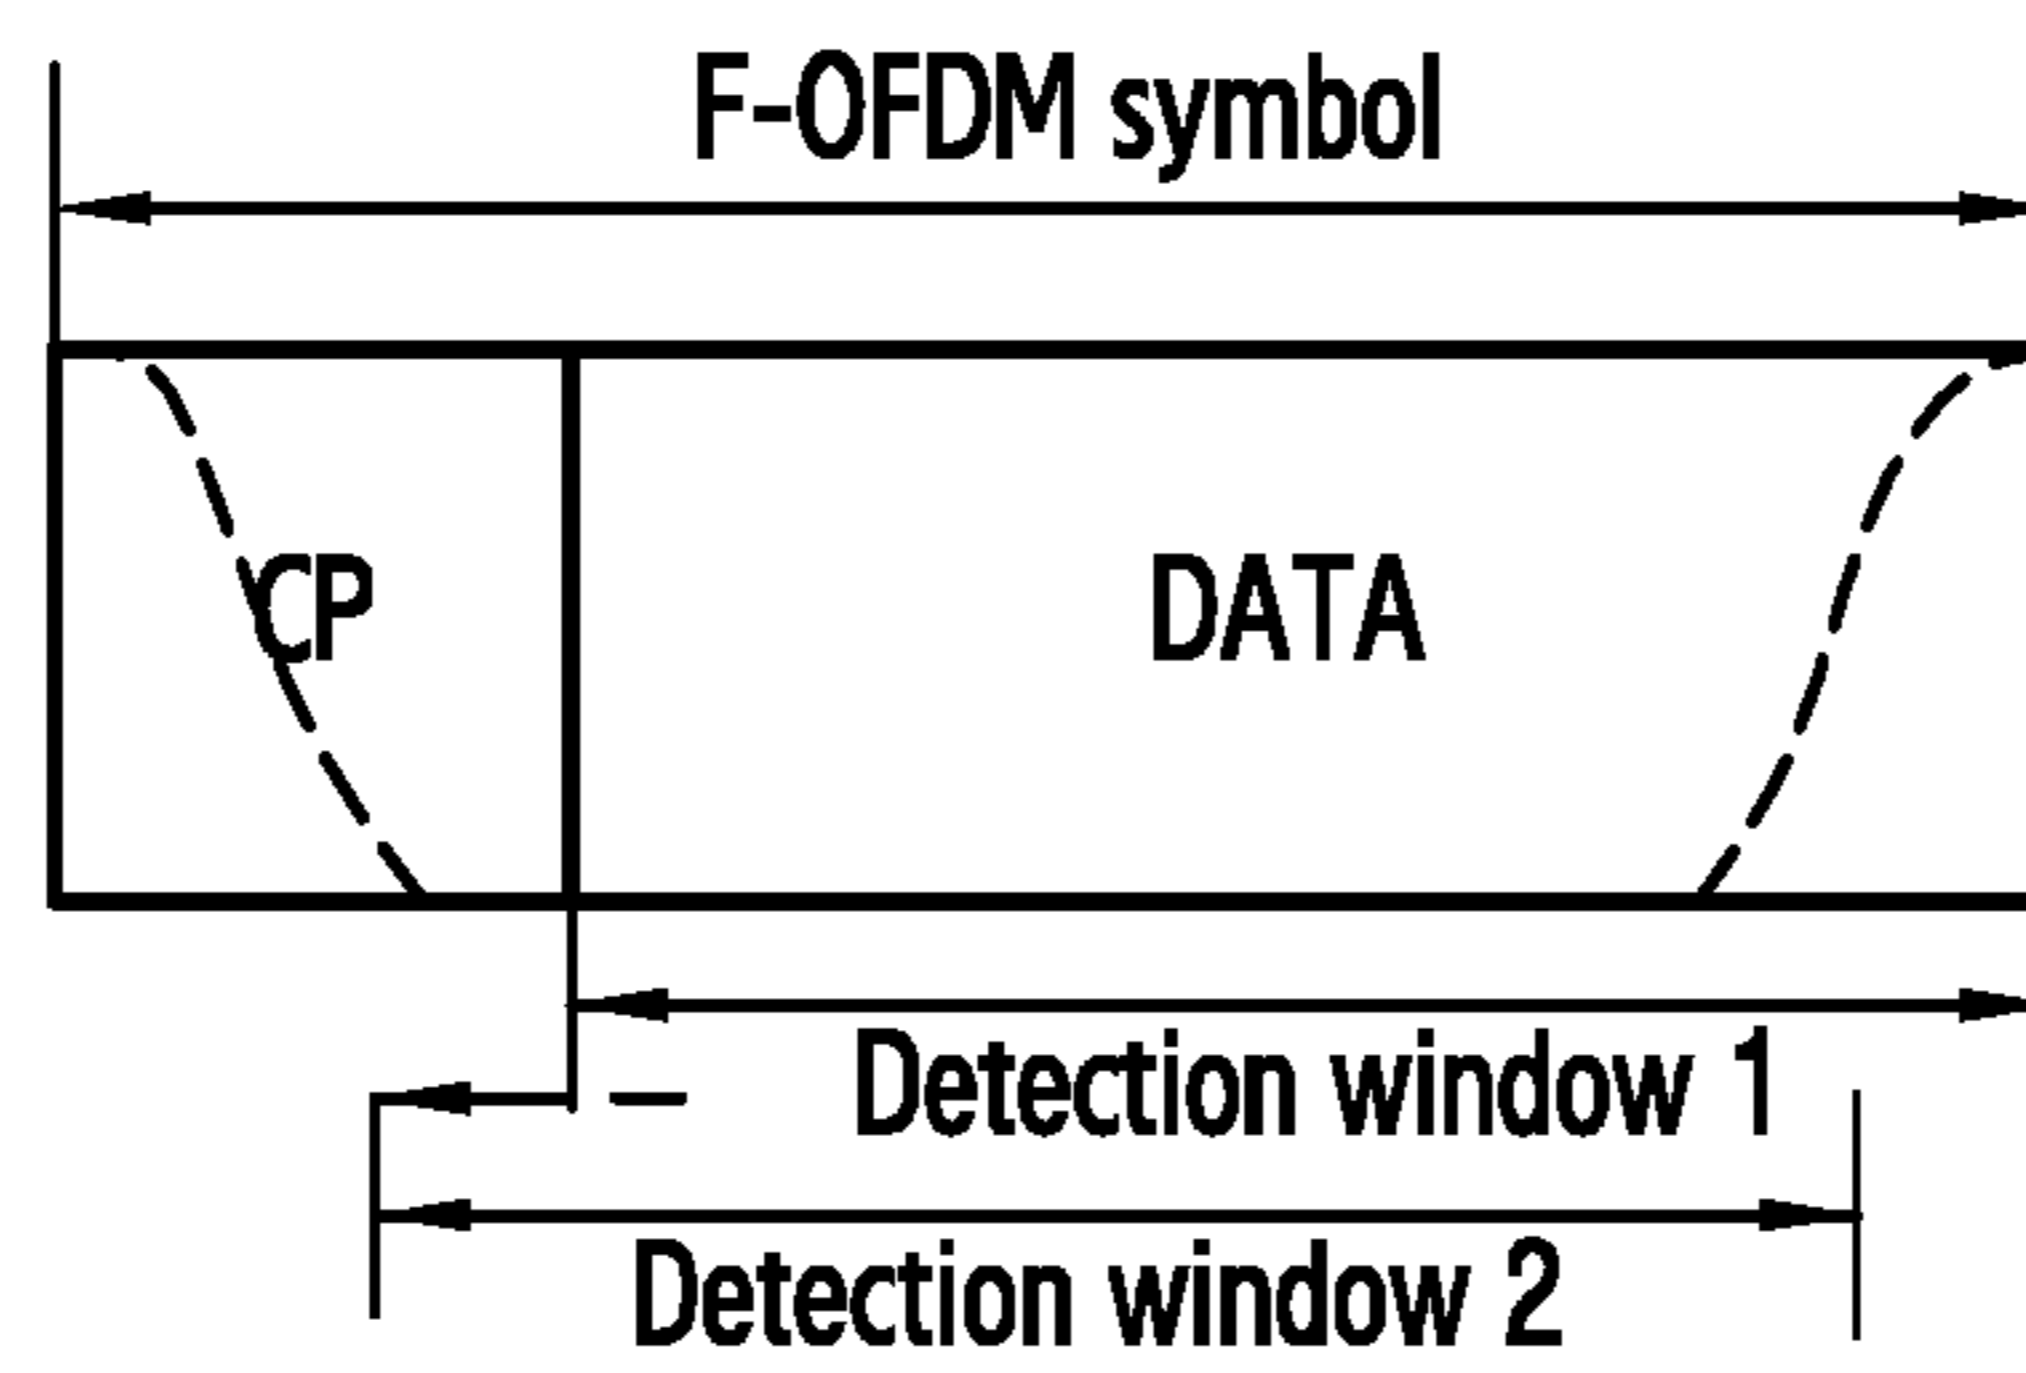 F-OFDM symbol
CP
DATA
Detection window 1
Detection window 2